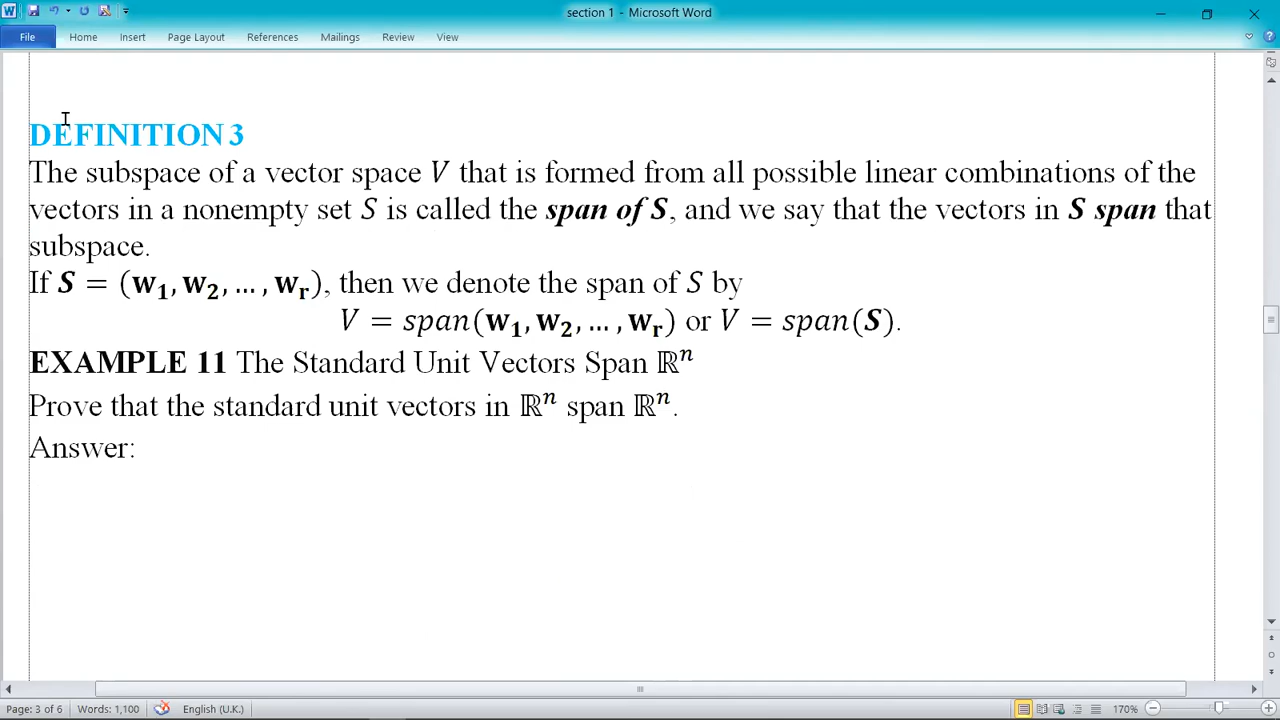 section 1 - Microsoft Word
File Home Insert Page Layout References Mailings Review View
DEFINITION 3
The subspace of a vector space V that is formed from all possible linear combinations of the
vectors in a nonempty set S is called the span of S, and we say that the vectors in S span that
subspace.
If S = (w₁, w₂, … , wᵣ), then we denote the span of S by
V = span(w₁, w₂, … , wᵣ) or V = span(S).
EXAMPLE 11 The Standard Unit Vectors Span ℝⁿ
Prove that the standard unit vectors in ℝⁿ span ℝⁿ.
Answer:
Page: 3 of 6 Words: 1,100 English (U.K.) 170%